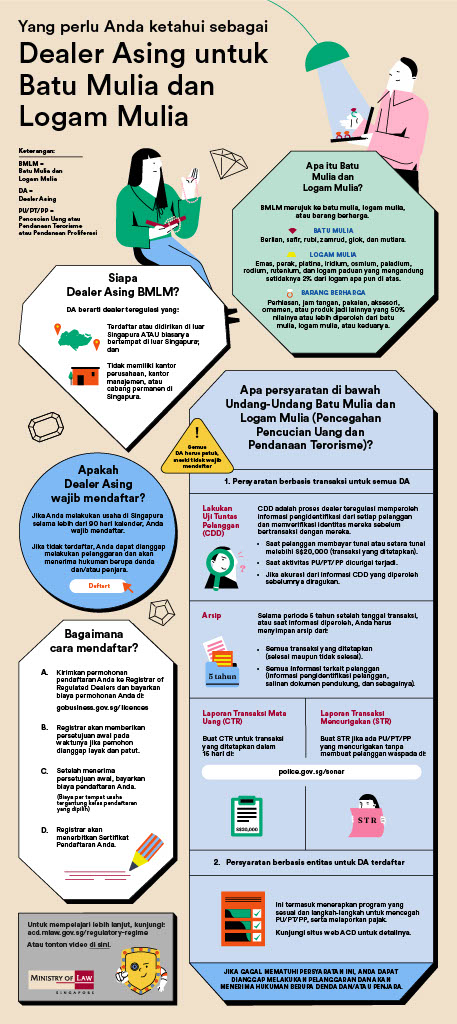 Yang perlu Anda ketahui sebagai
Dealer Asing untuk
Batu Mulia dan
Logam Mulia
Keterangan:
BMLM =
Batu Mulia dan
Logam Mulia
DA =
Dealer Asing
PU/PT/PP =
Pencucian Uang atau
Pendanaan Terorisme
atau Pendanaan Proliferasi
Apa itu Batu
Mulia dan
Logam Mulia?
BMLM merujuk ke batu mulia, logam mulia,
atau barang berharga.
BATU MULIA
Berlian, safir, rubi, zamrud, giok, dan mutiara.
LOGAM MULIA
Emas, perak, platina, iridium, osmium, paladium,
rodium, rutenium, dan logam paduan yang mengandung
setidaknya 2% dari logam apa pun di atas.
BARANG BERHARGA
Perhiasan, jam tangan, pakaian, aksesori,
ornamen, atau produk jadi lainnya yang 50%
nilainya atau lebih diperoleh dari batu
mulia, logam mulia, atau keduanya.
Siapa
Dealer Asing BMLM?
DA berarti dealer teregulasi yang:
Terdaftar atau didirikan di luar
Singapura ATAU biasanya
bertempat di luar Singapura;
dan
Tidak memiliki kantor
perusahaan, kantor
manajemen, atau
cabang permanen di
Singapura.
Apakah
Dealer Asing
wajib mendaftar?
Jika Anda melakukan usaha di Singapura
selama lebih dari 90 hari kalender, Anda
wajib mendaftar.
Jika tidak terdaftar, Anda dapat dianggap
melakukan pelanggaran dan akan
menerima hukuman berupa denda
dan/atau penjara.
Daftar!
Bagaimana
cara mendaftar?
A. Kirimkan permohonan
pendaftaran Anda ke Registrar of
Regulated Dealers dan bayarkan
biaya permohonan Anda di:
gobusiness.gov.sg/licences
B. Registrar akan memberikan
persetujuan awal pada
waktunya jika pemohon
dianggap layak dan patut.
C. Setelah menerima
persetujuan awal, bayarkan
biaya pendaftaran Anda.
(Biaya per tempat usaha
tergantung kelas pendaftaran
yang dipilih)
D. Registrar akan
menerbitkan Sertifikat
Pendaftaran Anda.
Untuk mempelajari lebih lanjut, kunjungi:
acd.mlaw.gov.sg/regulatory-regime
Atau tonton video di sini.
MINISTRY OF LAW
SINGAPORE
Apa persyaratan di bawah
Undang-Undang Batu Mulia dan
Logam Mulia (Pencegahan
Pencucian Uang dan
Pendanaan Terorisme)?
!
Semua
DA harus patuh,
meski tidak wajib
mendaftar
1. Persyaratan berbasis transaksi untuk semua DA
Lakukan
Uji Tuntas
Pelanggan
(CDD)
CDD adalah proses dealer teregulasi memperoleh
informasi pengidentifikasi dari setiap pelanggan
dan memverifikasi identitas mereka sebelum
bertransaksi dengan mereka.
• Saat pelanggan membayar tunai atau setara tunai
melebihi S$20,000 (transaksi yang ditetapkan).
• Saat aktivitas PU/PT/PP dicurigai terjadi.
• Jika akurasi dari informasi CDD yang diperoleh
sebelumnya diragukan.
Arsip
5 tahun
Selama periode 5 tahun setelah tanggal transaksi,
atau saat informasi diperoleh, Anda harus
menyimpan arsip dari:
• Semua transaksi yang ditetapkan
(selesai maupun tidak selesai).
• Semua informasi terkait pelanggan
(informasi pengidentifikasi pelanggan,
salinan dokumen pendukung, dan sebagainya).
Laporan Transaksi Mata
Uang (CTR)
Buat CTR untuk transaksi
yang ditetapkan dalam
15 hari di:
Laporan Transaksi
Mencurigakan (STR)
Buat STR jika ada PU/PT/PP
yang mencurigakan tanpa
membuat pelanggan waspada di:
police.gov.sg/sonar
S$20,000
STR
2. Persyaratan berbasis entitas untuk DA terdaftar
Ini termasuk menerapkan program yang
sesuai dan langkah-langkah untuk mencegah
PU/PT/PP, serta melaporkan pajak.
Kunjungi situs web ACD untuk detailnya.
JIKA GAGAL MEMATUHI PERSYARATAN INI, ANDA DAPAT
DIANGGAP MELAKUKAN PELANGGARAN DAN AKAN
MENERIMA HUKUMAN BERUPA DENDA DAN/ATAU PENJARA.